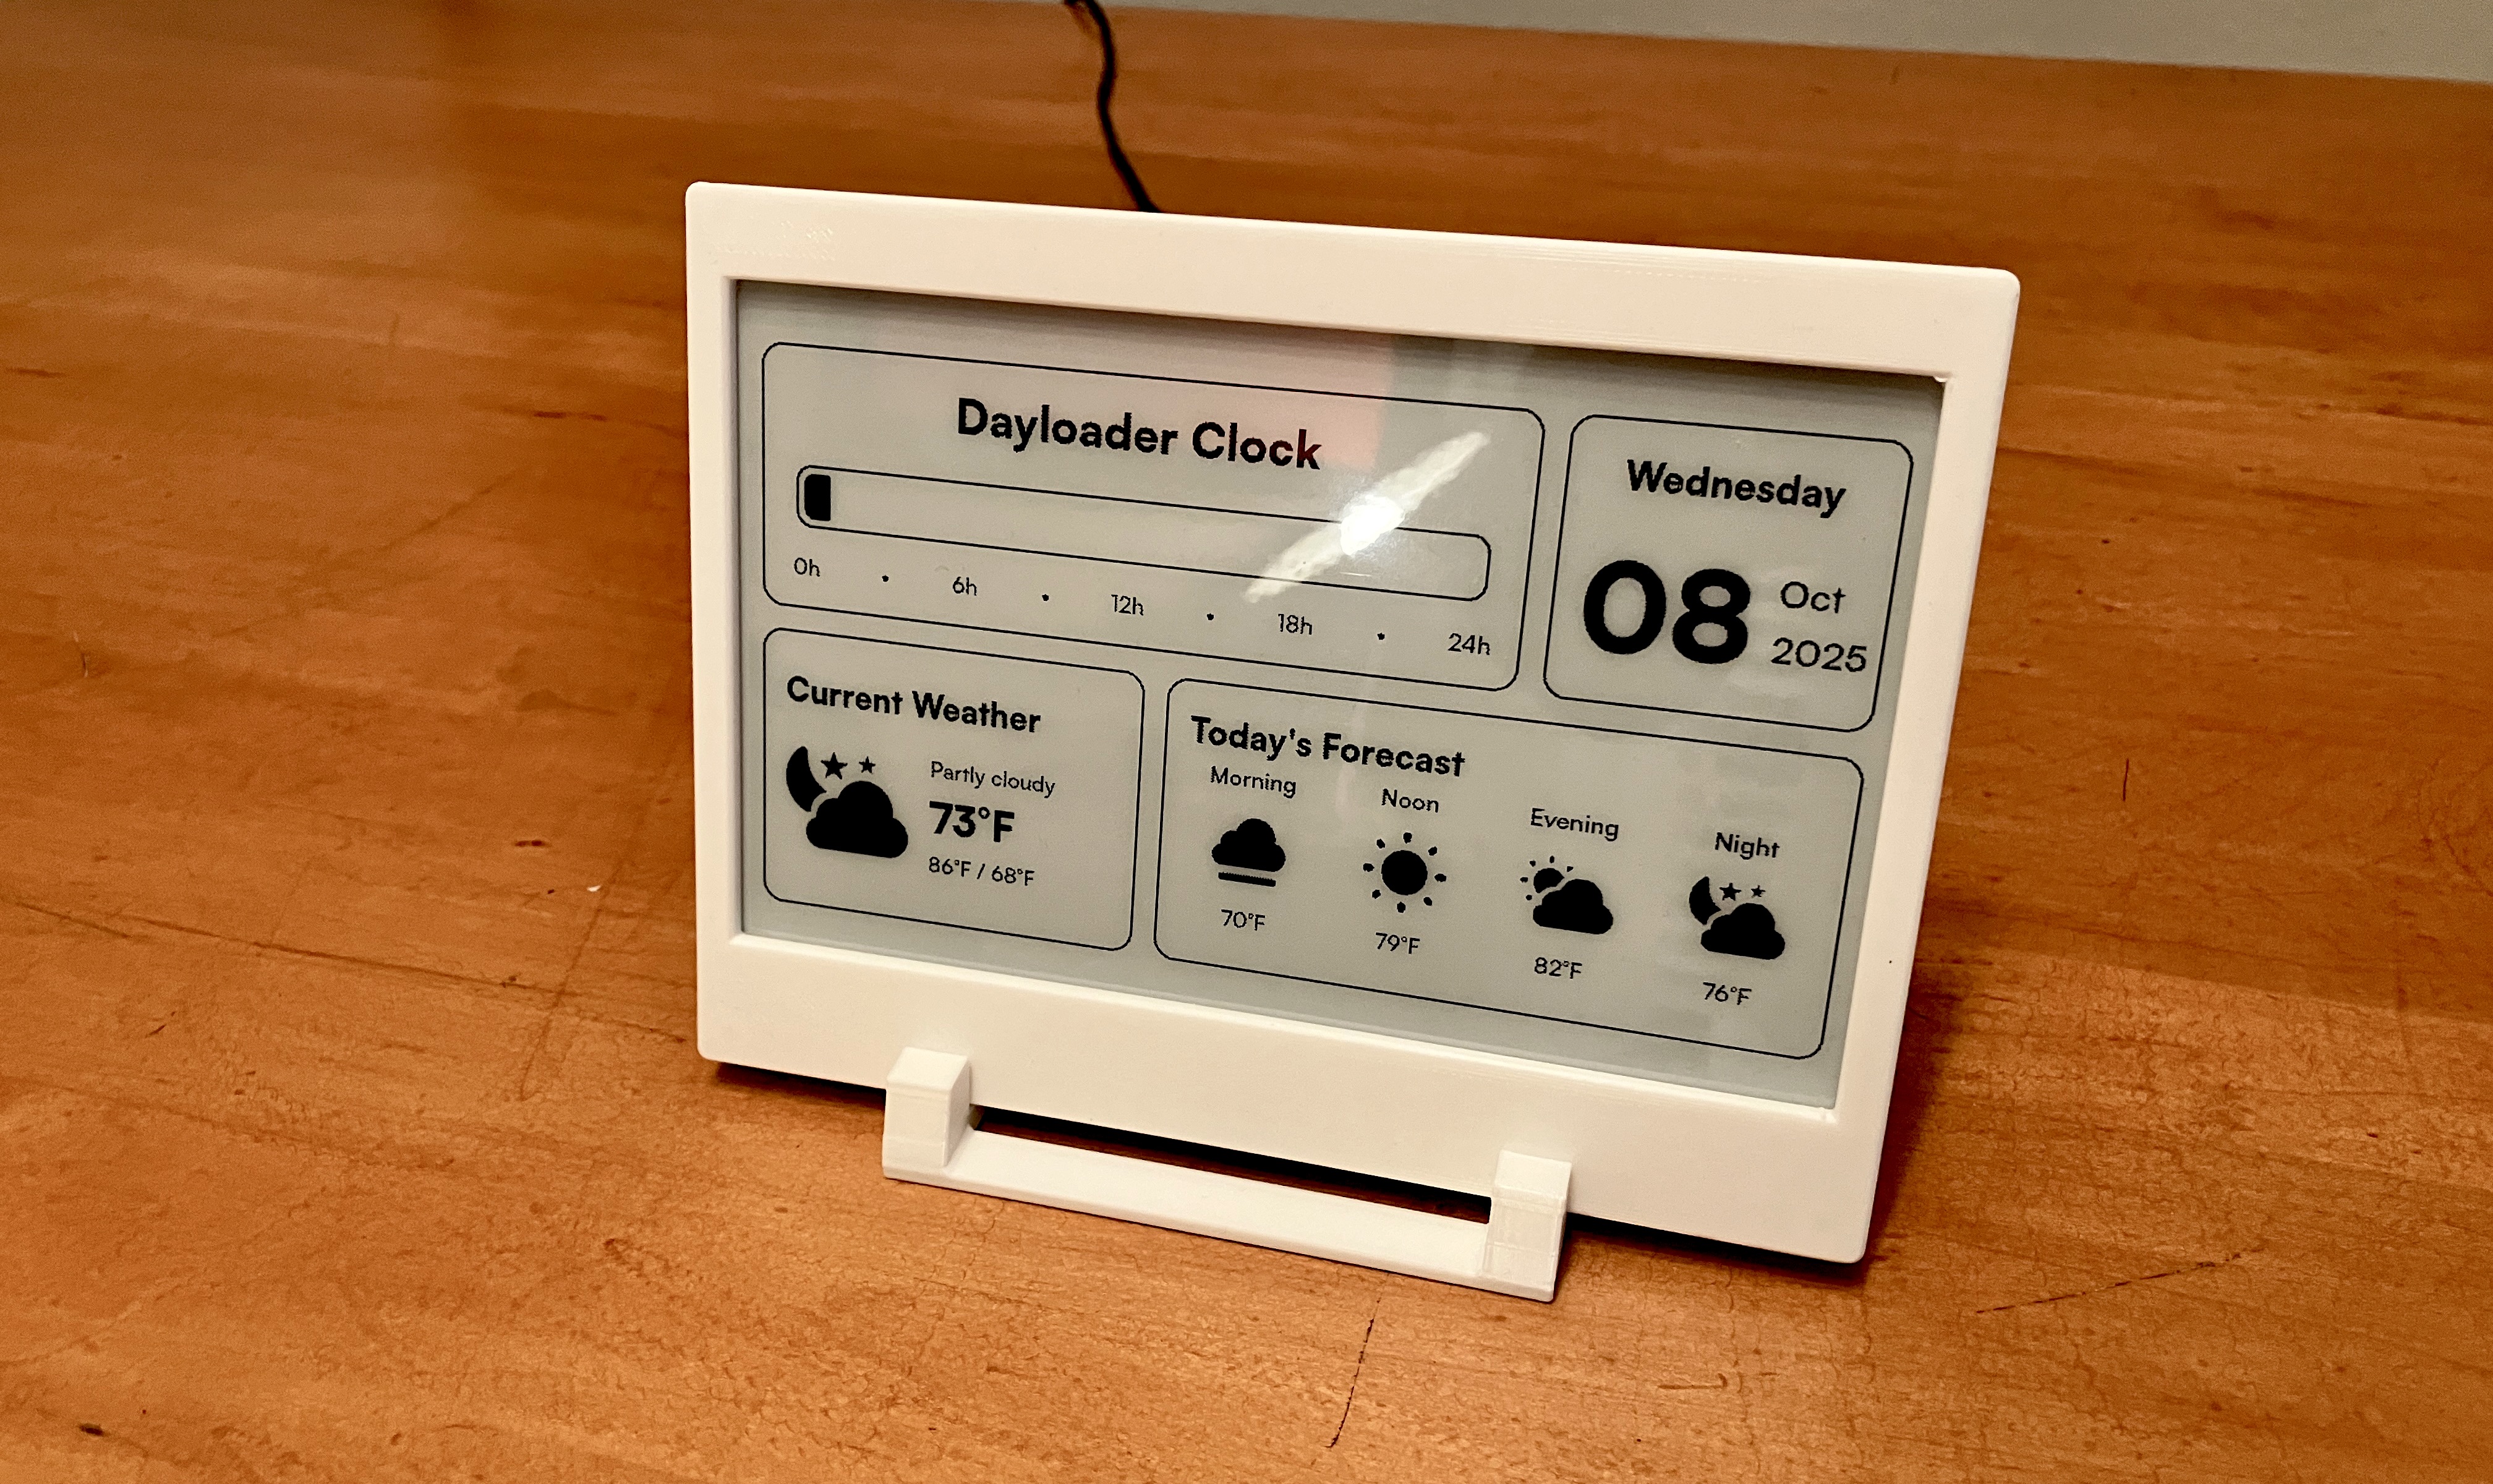 Dayloader Clock
0h • 6h • 12h • 18h • 24h
Wednesday
08
Oct
2025
Current Weather
Partly cloudy
73°F
86°F / 68°F
Today's Forecast
Morning Noon Evening Night
70°F 79°F 82°F 76°F